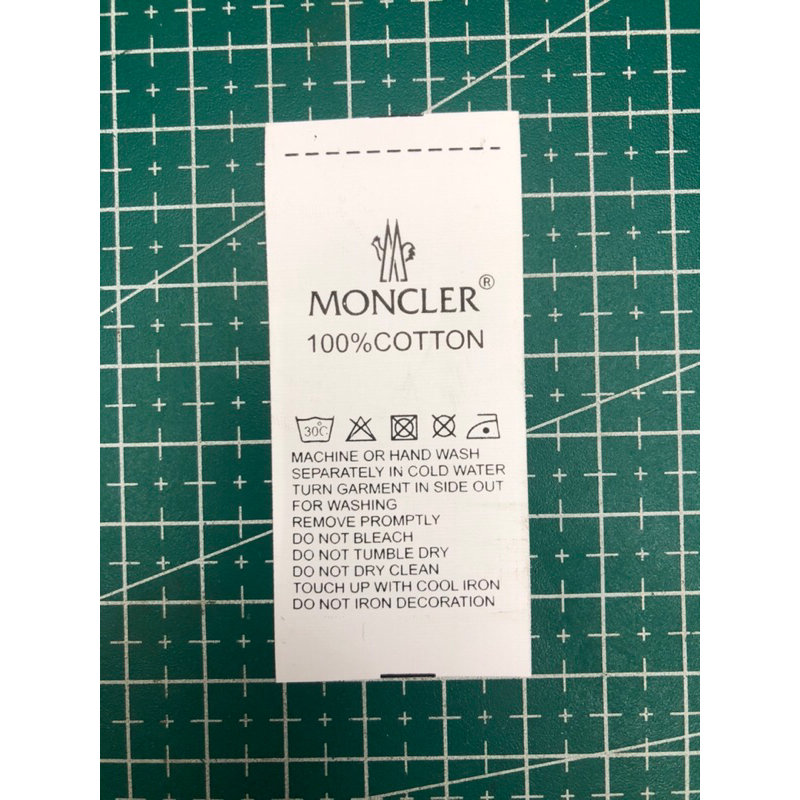 MONCLER®
100%COTTON
30C
MACHINE OR HAND WASH
SEPARATELY IN COLD WATER
TURN GARMENT IN SIDE OUT
FOR WASHING
REMOVE PROMPTLY
DO NOT BLEACH
DO NOT TUMBLE DRY
DO NOT DRY CLEAN
TOUCH UP WITH COOL IRON
DO NOT IRON DECORATION